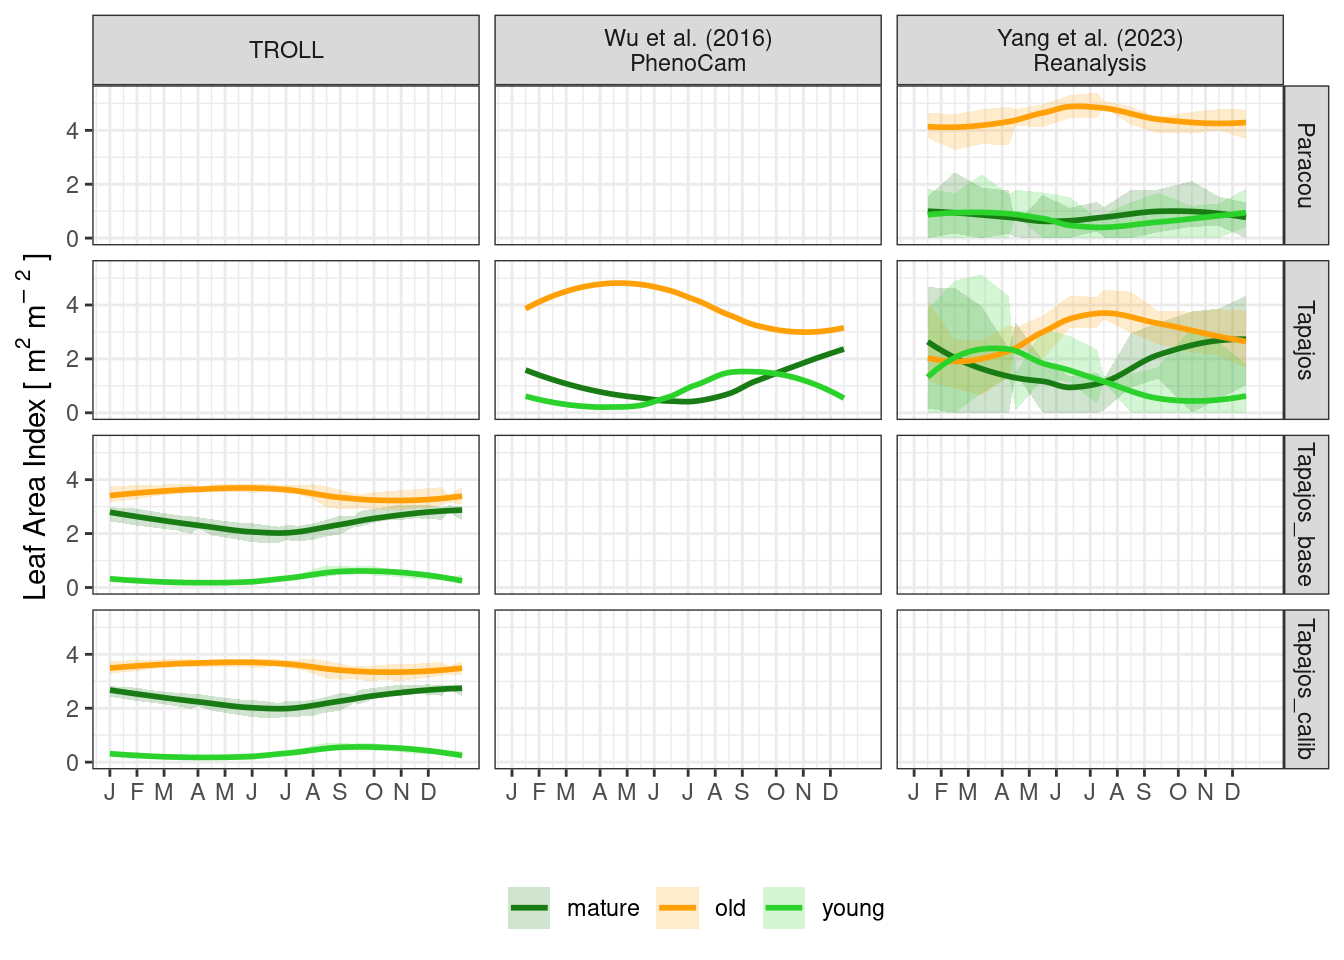 TROLL
Wu et al. (2016)
PhenoCam
Yang et al. (2023)
Reanalysis
Leaf Area Index [ m² m⁻² ]
4
2
0
Paracou
4
2
0
Tapajos
4
2
0
Tapajos_base
4
2
0
Tapajos_calib
J F M A M J J A S O N D
J F M A M J J A S O N D
J F M A M J J A S O N D
mature old young